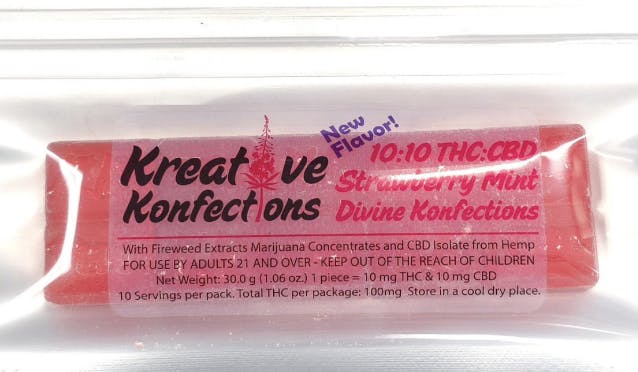 Kreative
Konfections
New
Flavor!
10:10 THC:CBD
Strawberry Mint
Divine Konfections
With Fireweed Extracts Marijuana Concentrates and CBD Isolate from Hemp
FOR USE BY ADULTS 21 AND OVER - KEEP OUT OF THE REACH OF CHILDREN
Net Weight: 30.0 g (1.06 oz.) 1 piece = 10 mg THC & 10 mg CBD
10 Servings per pack. Total THC per package: 100mg Store in a cool dry place.